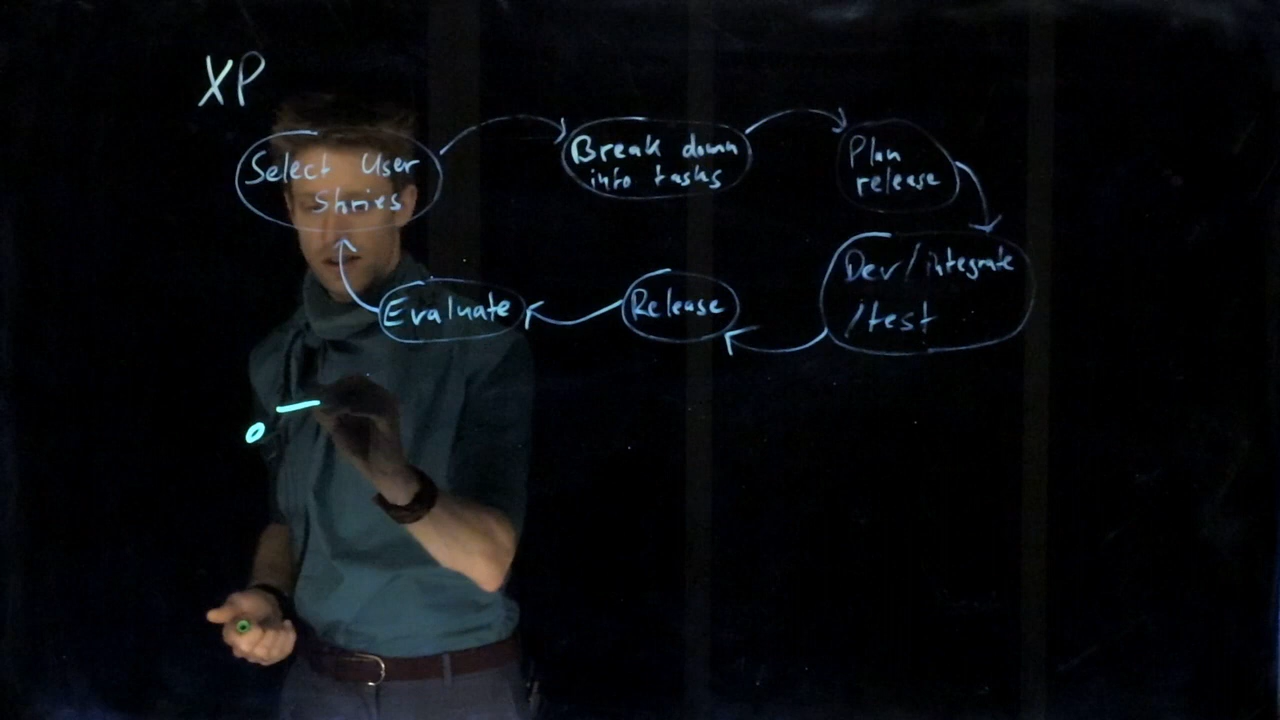 XP
Select User
Stories
Break down
into tasks
Plan
release
Dev/integrate
/test
Release
Evaluate